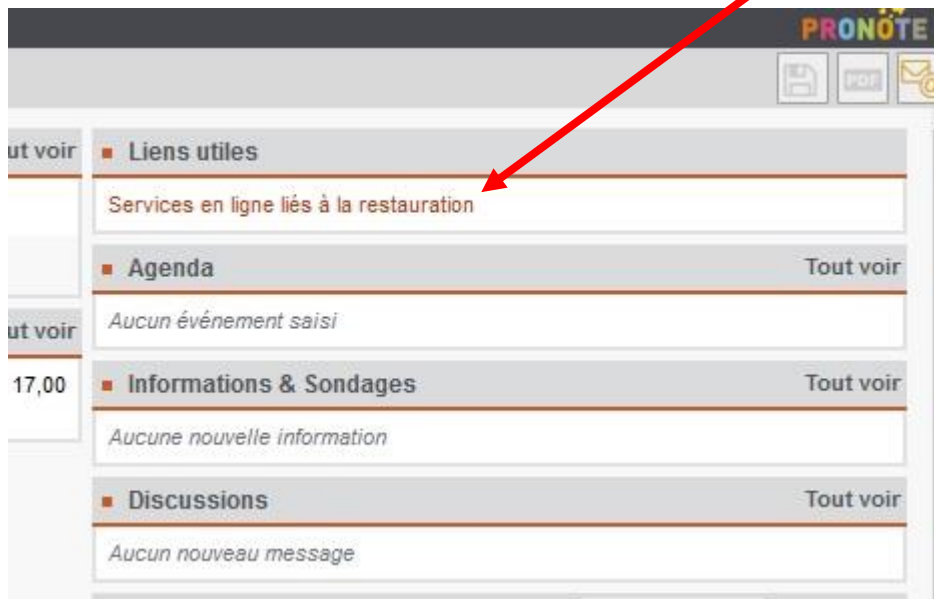 PRONOTE
PDF
ut voir
Liens utiles
Services en ligne liés à la restauration
Agenda Tout voir
Aucun événement saisi
ut voir
17,00
Informations & Sondages Tout voir
Aucune nouvelle information
Discussions Tout voir
Aucun nouveau message